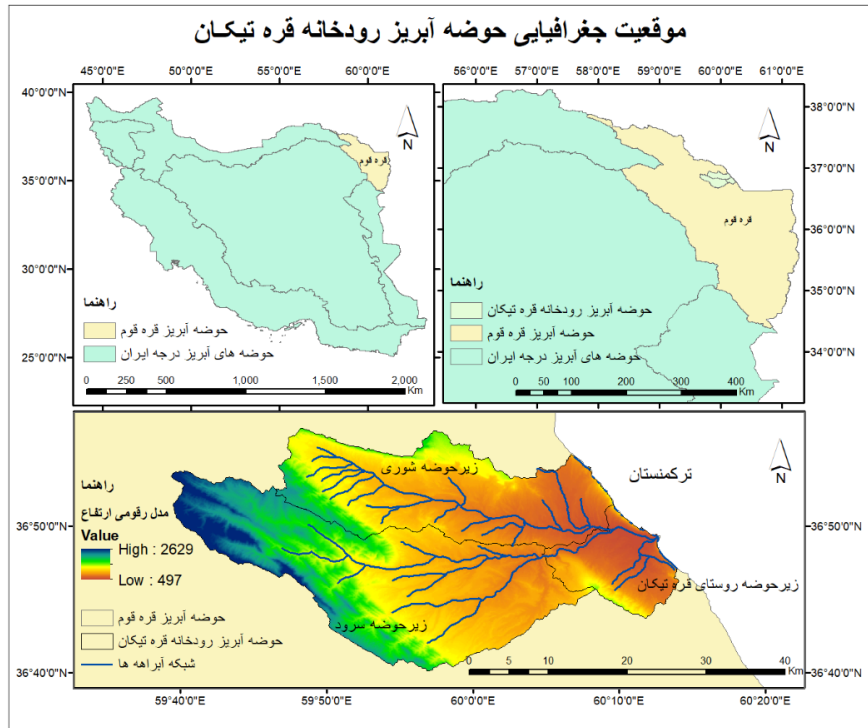 موقعیت جغرافیایی حوضه آبریز رودخانه قره تیکان
45°0'0"E 50°0'0"E 55°0'0"E 60°0'0"E
40°0'0"N
35°0'0"N
30°0'0"N
25°0'0"N
N
قره قوم
راهنما
حوضه آبریز قره قوم
حوضه های آبریز درجه ایران
0 250 500 1,000 1,500 2,000
Km
56°0'0"E 57°0'0"E 58°0'0"E 59°0'0"E 60°0'0"E 61°0'0"E
38°0'0"N
37°0'0"N
36°0'0"N
35°0'0"N
34°0'0"N
N
قره قوم
راهنما
حوضه آبریز رودخانه قره تیکان
حوضه آبریز قره قوم
حوضه های آبریز درجه ایران
0 50 100 200 300 400
Km
زیرحوضه شوری
ترکمنستان
N
زیرحوضه روستای قره تیکان
زیرحوضه سرود
راهنما
مدل رقومی ارتفاع
Value
High : 2629
Low : 497
حوضه آبریز قره قوم
حوضه آبریز رودخانه قره تیکان
شبکه آبراهه ها
0 5 10 20 30 40
Km
36°50'0"N 36°50'0"N
36°40'0"N 36°40'0"N
59°40'0"E 59°50'0"E 60°0'0"E 60°10'0"E 60°20'0"E